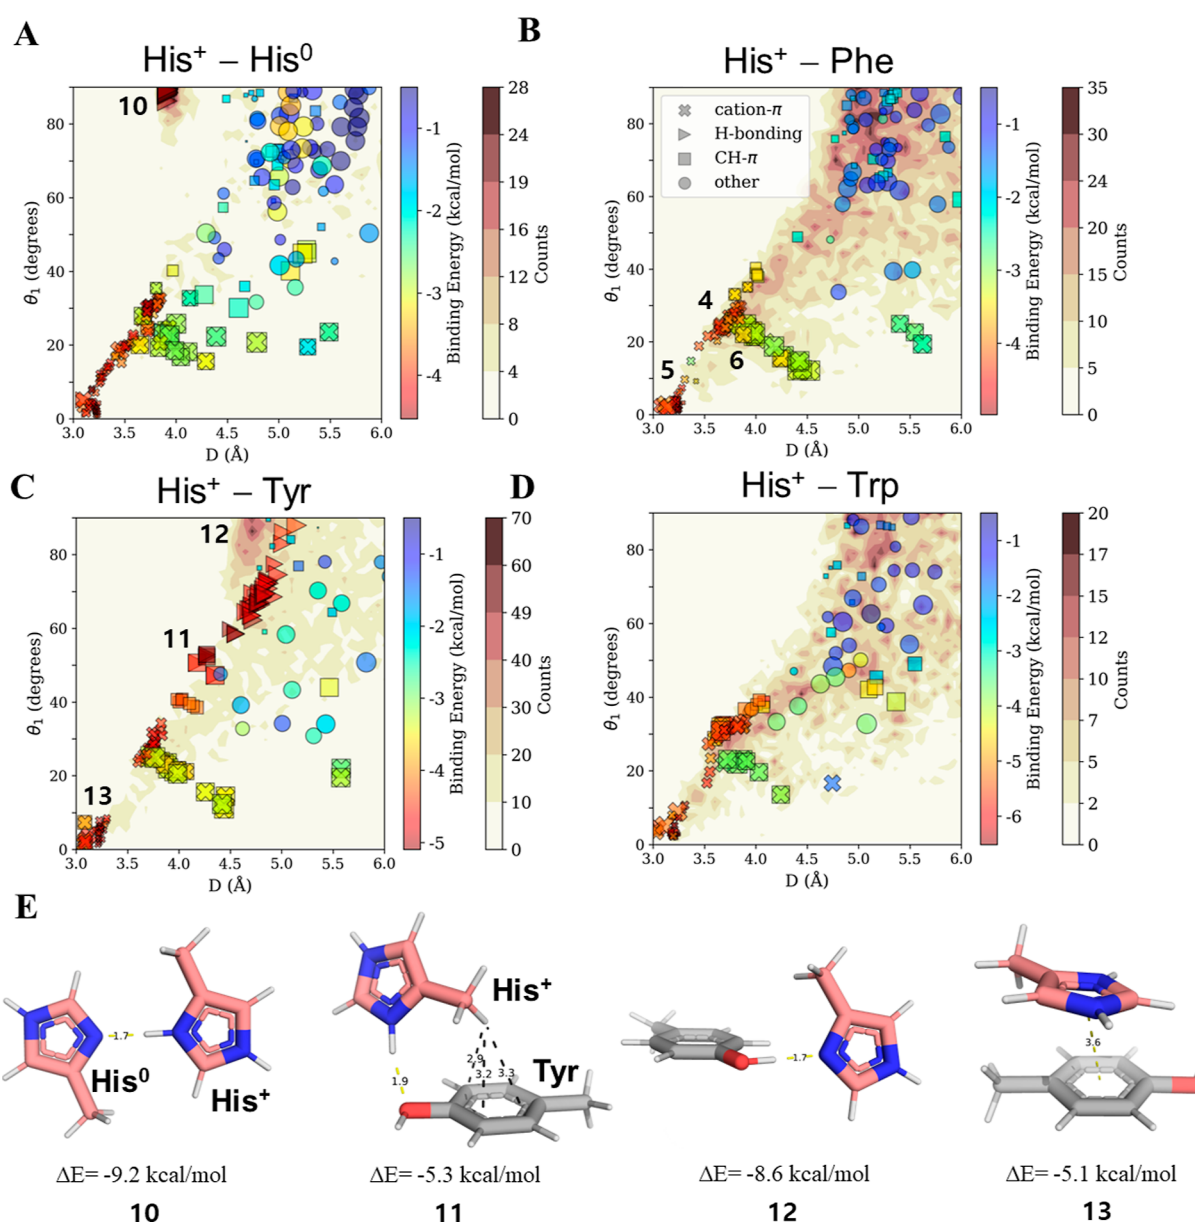 A
B
His⁺ – His⁰
His⁺ – Phe
10
80
60
40
20
0
θ₁ (degrees)
3.0 3.5 4.0 4.5 5.0 5.5 6.0
D (Å)
-1
-2
-3
-4
Binding Energy (kcal/mol)
28
24
19
16
12
8
4
0
Counts
cation-π
H-bonding
CH-π
other
4
5
6
80
60
40
20
0
θ₁ (degrees)
3.0 3.5 4.0 4.5 5.0 5.5 6.0
D (Å)
-1
-2
-3
-4
Binding Energy (kcal/mol)
35
30
24
20
15
10
5
0
Counts
C
D
His⁺ – Tyr
His⁺ – Trp
12
11
13
80
60
40
20
0
θ₁ (degrees)
3.0 3.5 4.0 4.5 5.0 5.5 6.0
D (Å)
-1
-2
-3
-4
-5
Binding Energy (kcal/mol)
70
60
49
40
30
20
10
0
Counts
80
60
40
20
0
θ₁ (degrees)
3.0 3.5 4.0 4.5 5.0 5.5 6.0
D (Å)
-1
-2
-3
-4
-5
-6
Binding Energy (kcal/mol)
20
17
15
12
10
7
5
2
0
Counts
E
1.7
His⁰
His⁺
His⁺
2.9
3.2
3.3
1.9
Tyr
1.7
3.6
ΔE= -9.2 kcal/mol
ΔE= -5.3 kcal/mol
ΔE= -8.6 kcal/mol
ΔE= -5.1 kcal/mol
10
11
12
13